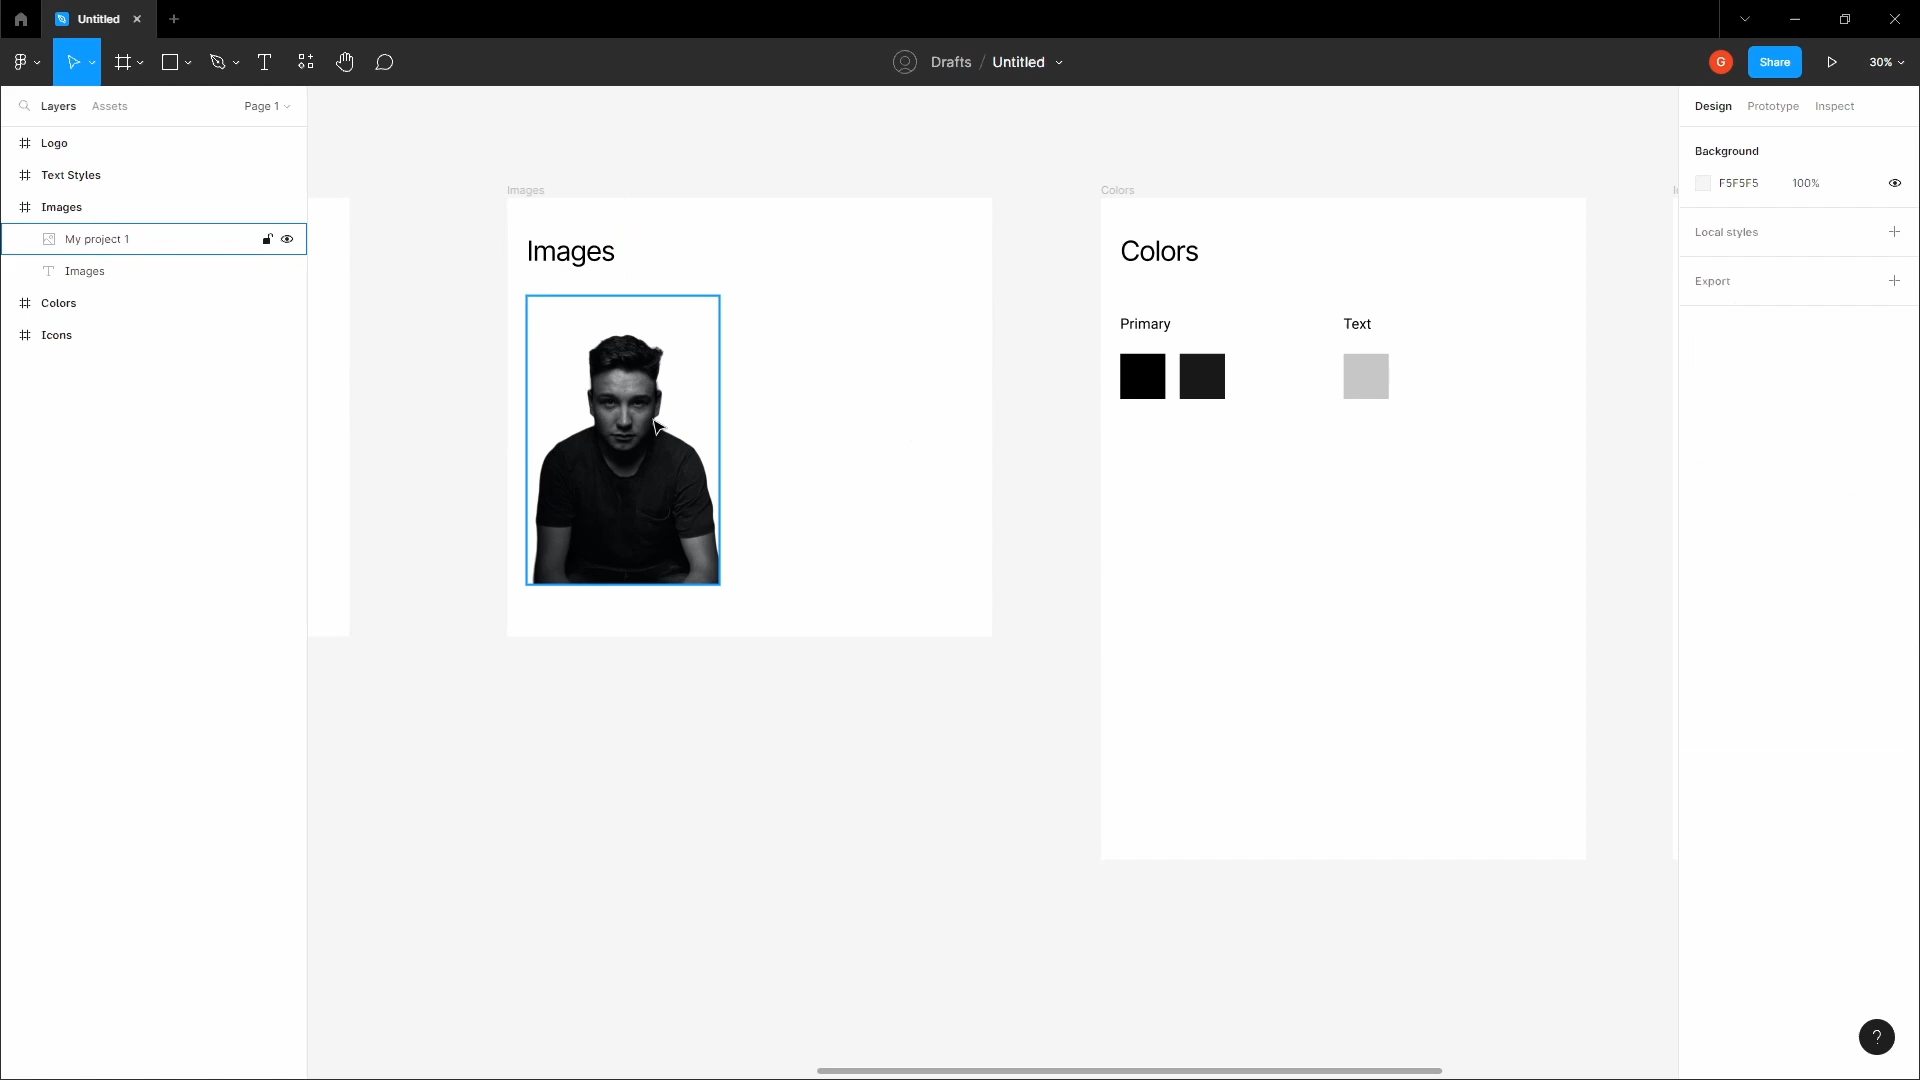 Untitled
Drafts / Untitled
G
Share
30%
Layers
Assets
Page 1
Logo
Text Styles
Images
My project 1
Images
Colors
Icons
Images
Images
Colors
Colors
Primary
Text
Design
Prototype
Inspect
Background
F5F5F5
100%
Local styles
Export
?